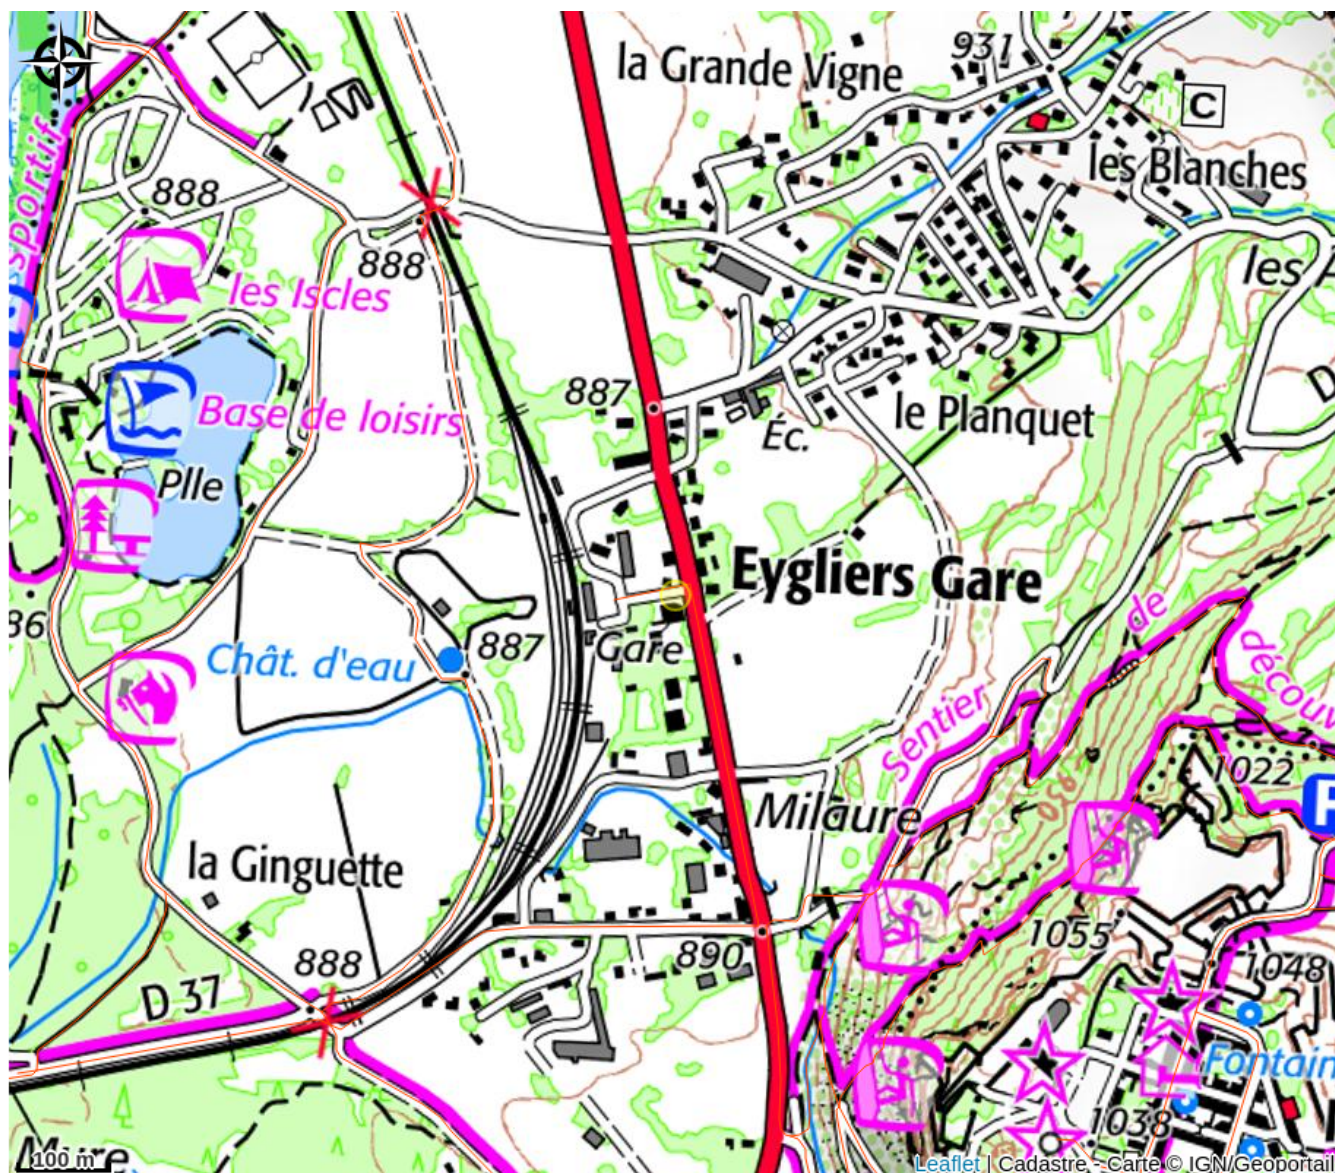 la Grande Vigne
931
C
les Blanches
sportif
888
888
les Iscles
les
887
Base de loisirs
le Planquet
Éc.
Plle
Eygliers Gare
86
887
Gare
Chât. d'eau
sentier
de
découv
1022
P
Milaure
950
la Ginguette
1055
890
888
1048
D 37
Fontain
1038
100 m
Leaflet | Cadastre - Carte © IGN/Geoportail